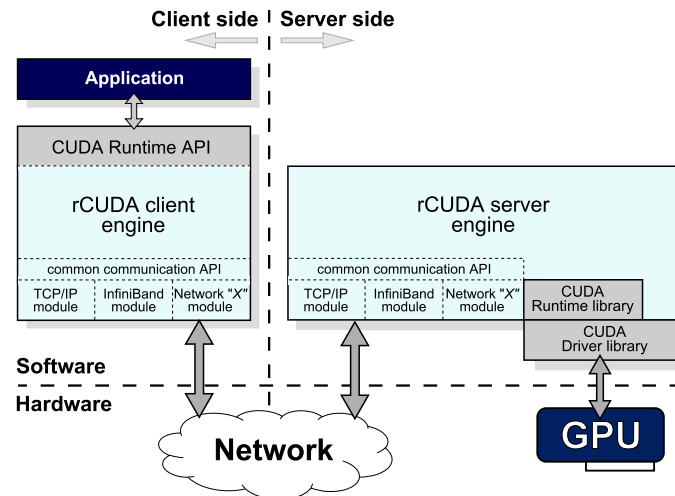 Client side
Server side
Application
CUDA Runtime API
rCUDA client
engine
common communication API
TCP/IP
module
InfiniBand
module
Network "X"
module
rCUDA server
engine
common communication API
TCP/IP
module
InfiniBand
module
Network "X"
module
CUDA
Runtime library
CUDA
Driver library
Software
Hardware
Network
GPU